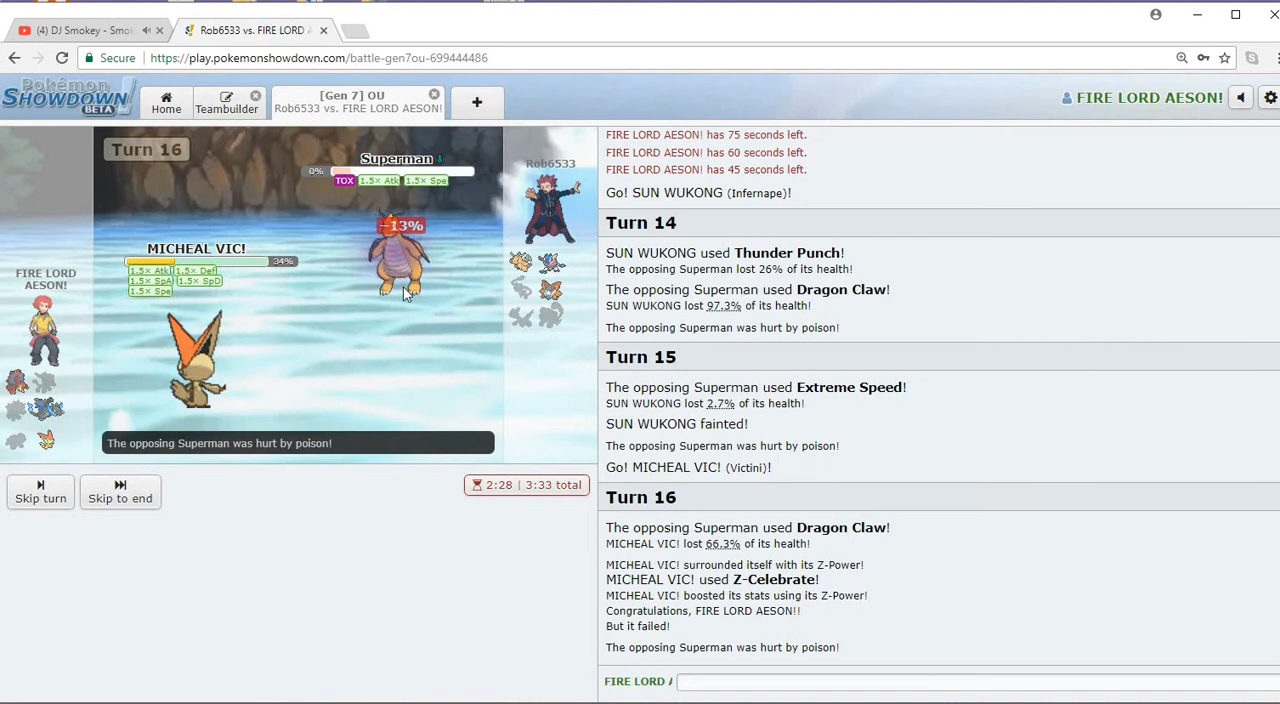 (4) DJ Smokey - Smo
Rob6533 vs. FIRE LORD A
Secure
https://play.pokemonshowdown.com/battle-gen7ou-699444486
Pokémon
SHOWDOWN!
BETA
Home
Teambuilder
[Gen 7] OU
Rob6533 vs. FIRE LORD AESON!
FIRE LORD AESON!
Turn 16
Superman
0%
TOX 1.5× Atk 1.5× Spe
-13%
Rob6533
MICHEAL VIC!
34%
1.5× Atk 1.5× Def
1.5× SpA 1.5× SpD
1.5× Spe
FIRE LORD
AESON!
The opposing Superman was hurt by poison!
Skip turn
Skip to end
2:28 | 3:33 total
FIRE LORD AESON! has 75 seconds left.
FIRE LORD AESON! has 60 seconds left.
FIRE LORD AESON! has 45 seconds left.
Go! SUN WUKONG (Infernape)!
Turn 14
SUN WUKONG used Thunder Punch!
The opposing Superman lost 26% of its health!
The opposing Superman used Dragon Claw!
SUN WUKONG lost 97.3% of its health!
The opposing Superman was hurt by poison!
Turn 15
The opposing Superman used Extreme Speed!
SUN WUKONG lost 2.7% of its health!
SUN WUKONG fainted!
The opposing Superman was hurt by poison!
Go! MICHEAL VIC! (Victini)!
Turn 16
The opposing Superman used Dragon Claw!
MICHEAL VIC! lost 66.3% of its health!
MICHEAL VIC! surrounded itself with its Z-Power!
MICHEAL VIC! used Z-Celebrate!
MICHEAL VIC! boosted its stats using its Z-Power!
Congratulations, FIRE LORD AESON!!
But it failed!
The opposing Superman was hurt by poison!
FIRE LORD A